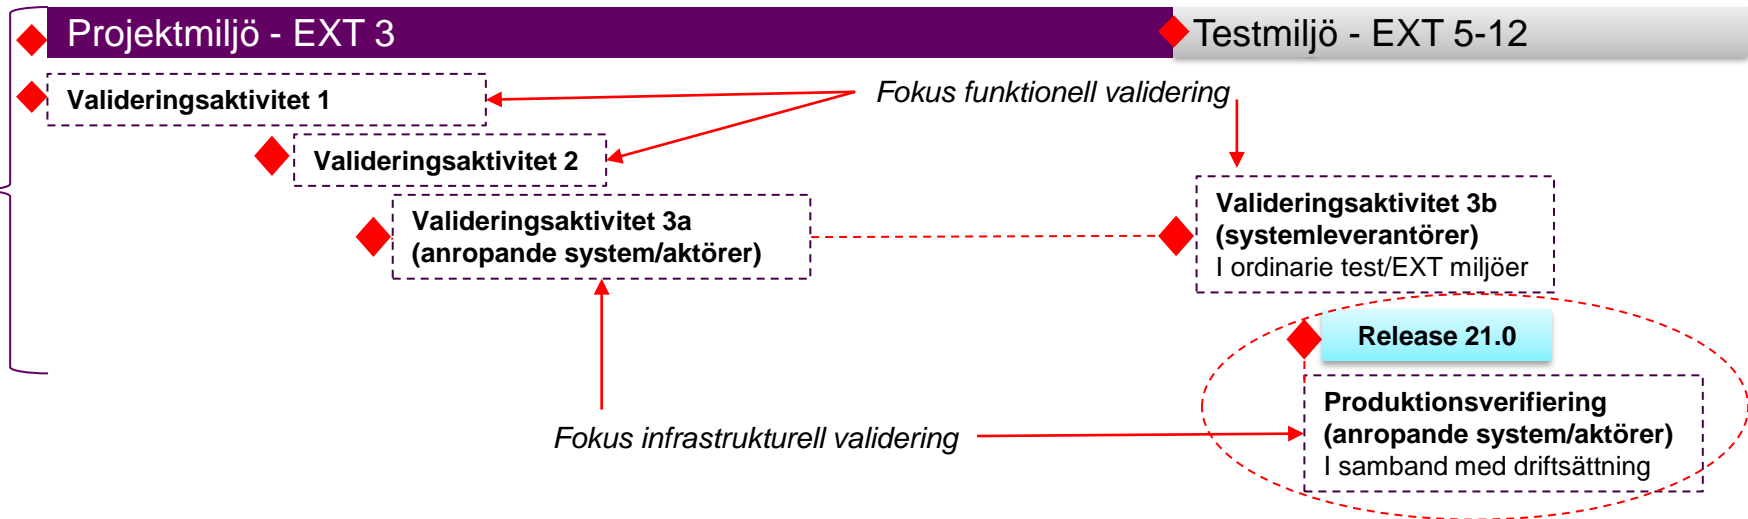 Projektmiljö - EXT 3
Testmiljö - EXT 5-12
Valideringsaktivitet 1
Fokus funktionell validering
Valideringsaktivitet 2
Valideringsaktivitet 3a
(anropande system/aktörer)
Valideringsaktivitet 3b
(systemleverantörer)
I ordinarie test/EXT miljöer
Release 21.0
Produktionsverifiering
(anropande system/aktörer)
I samband med driftsättning
Fokus infrastrukturell validering